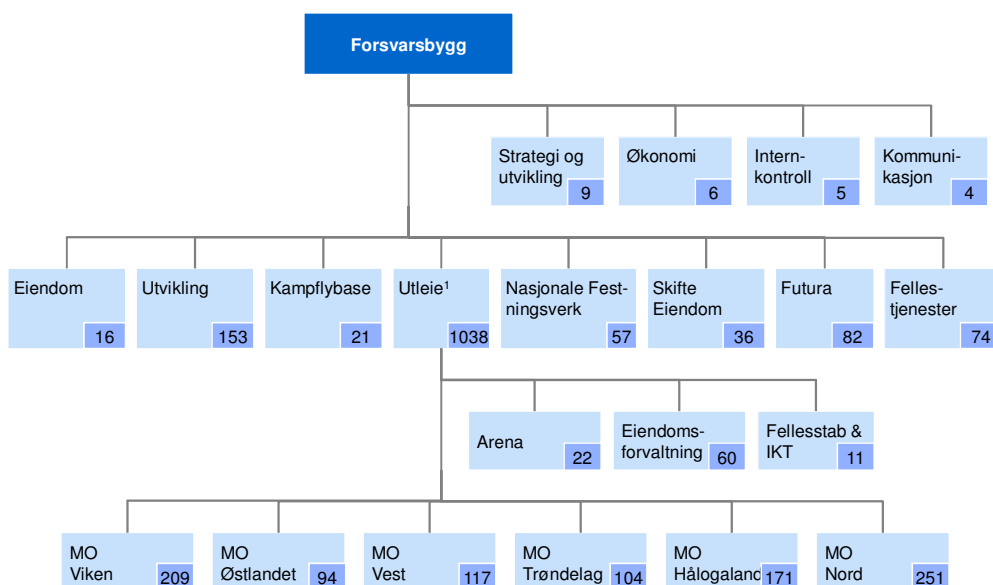 Forsvarsbygg
Strategi og
utvikling
9
Økonomi
6
Intern-
kontroll
5
Kommuni-
kasjon
4
Eiendom
16
Utvikling
153
Kampflybase
21
Utleie¹
1038
Nasjonale Fest-
ningsverk
57
Skifte
Eiendom
36
Futura
82
Felles-
tjenester
74
Arena
22
Eiendoms-
forvaltning
60
Fellesstab &
IKT
11
MO
Viken
209
MO
Østlandet
94
MO
Vest
117
MO
Trøndelag
104
MO
Hålogaland
171
MO
Nord
251